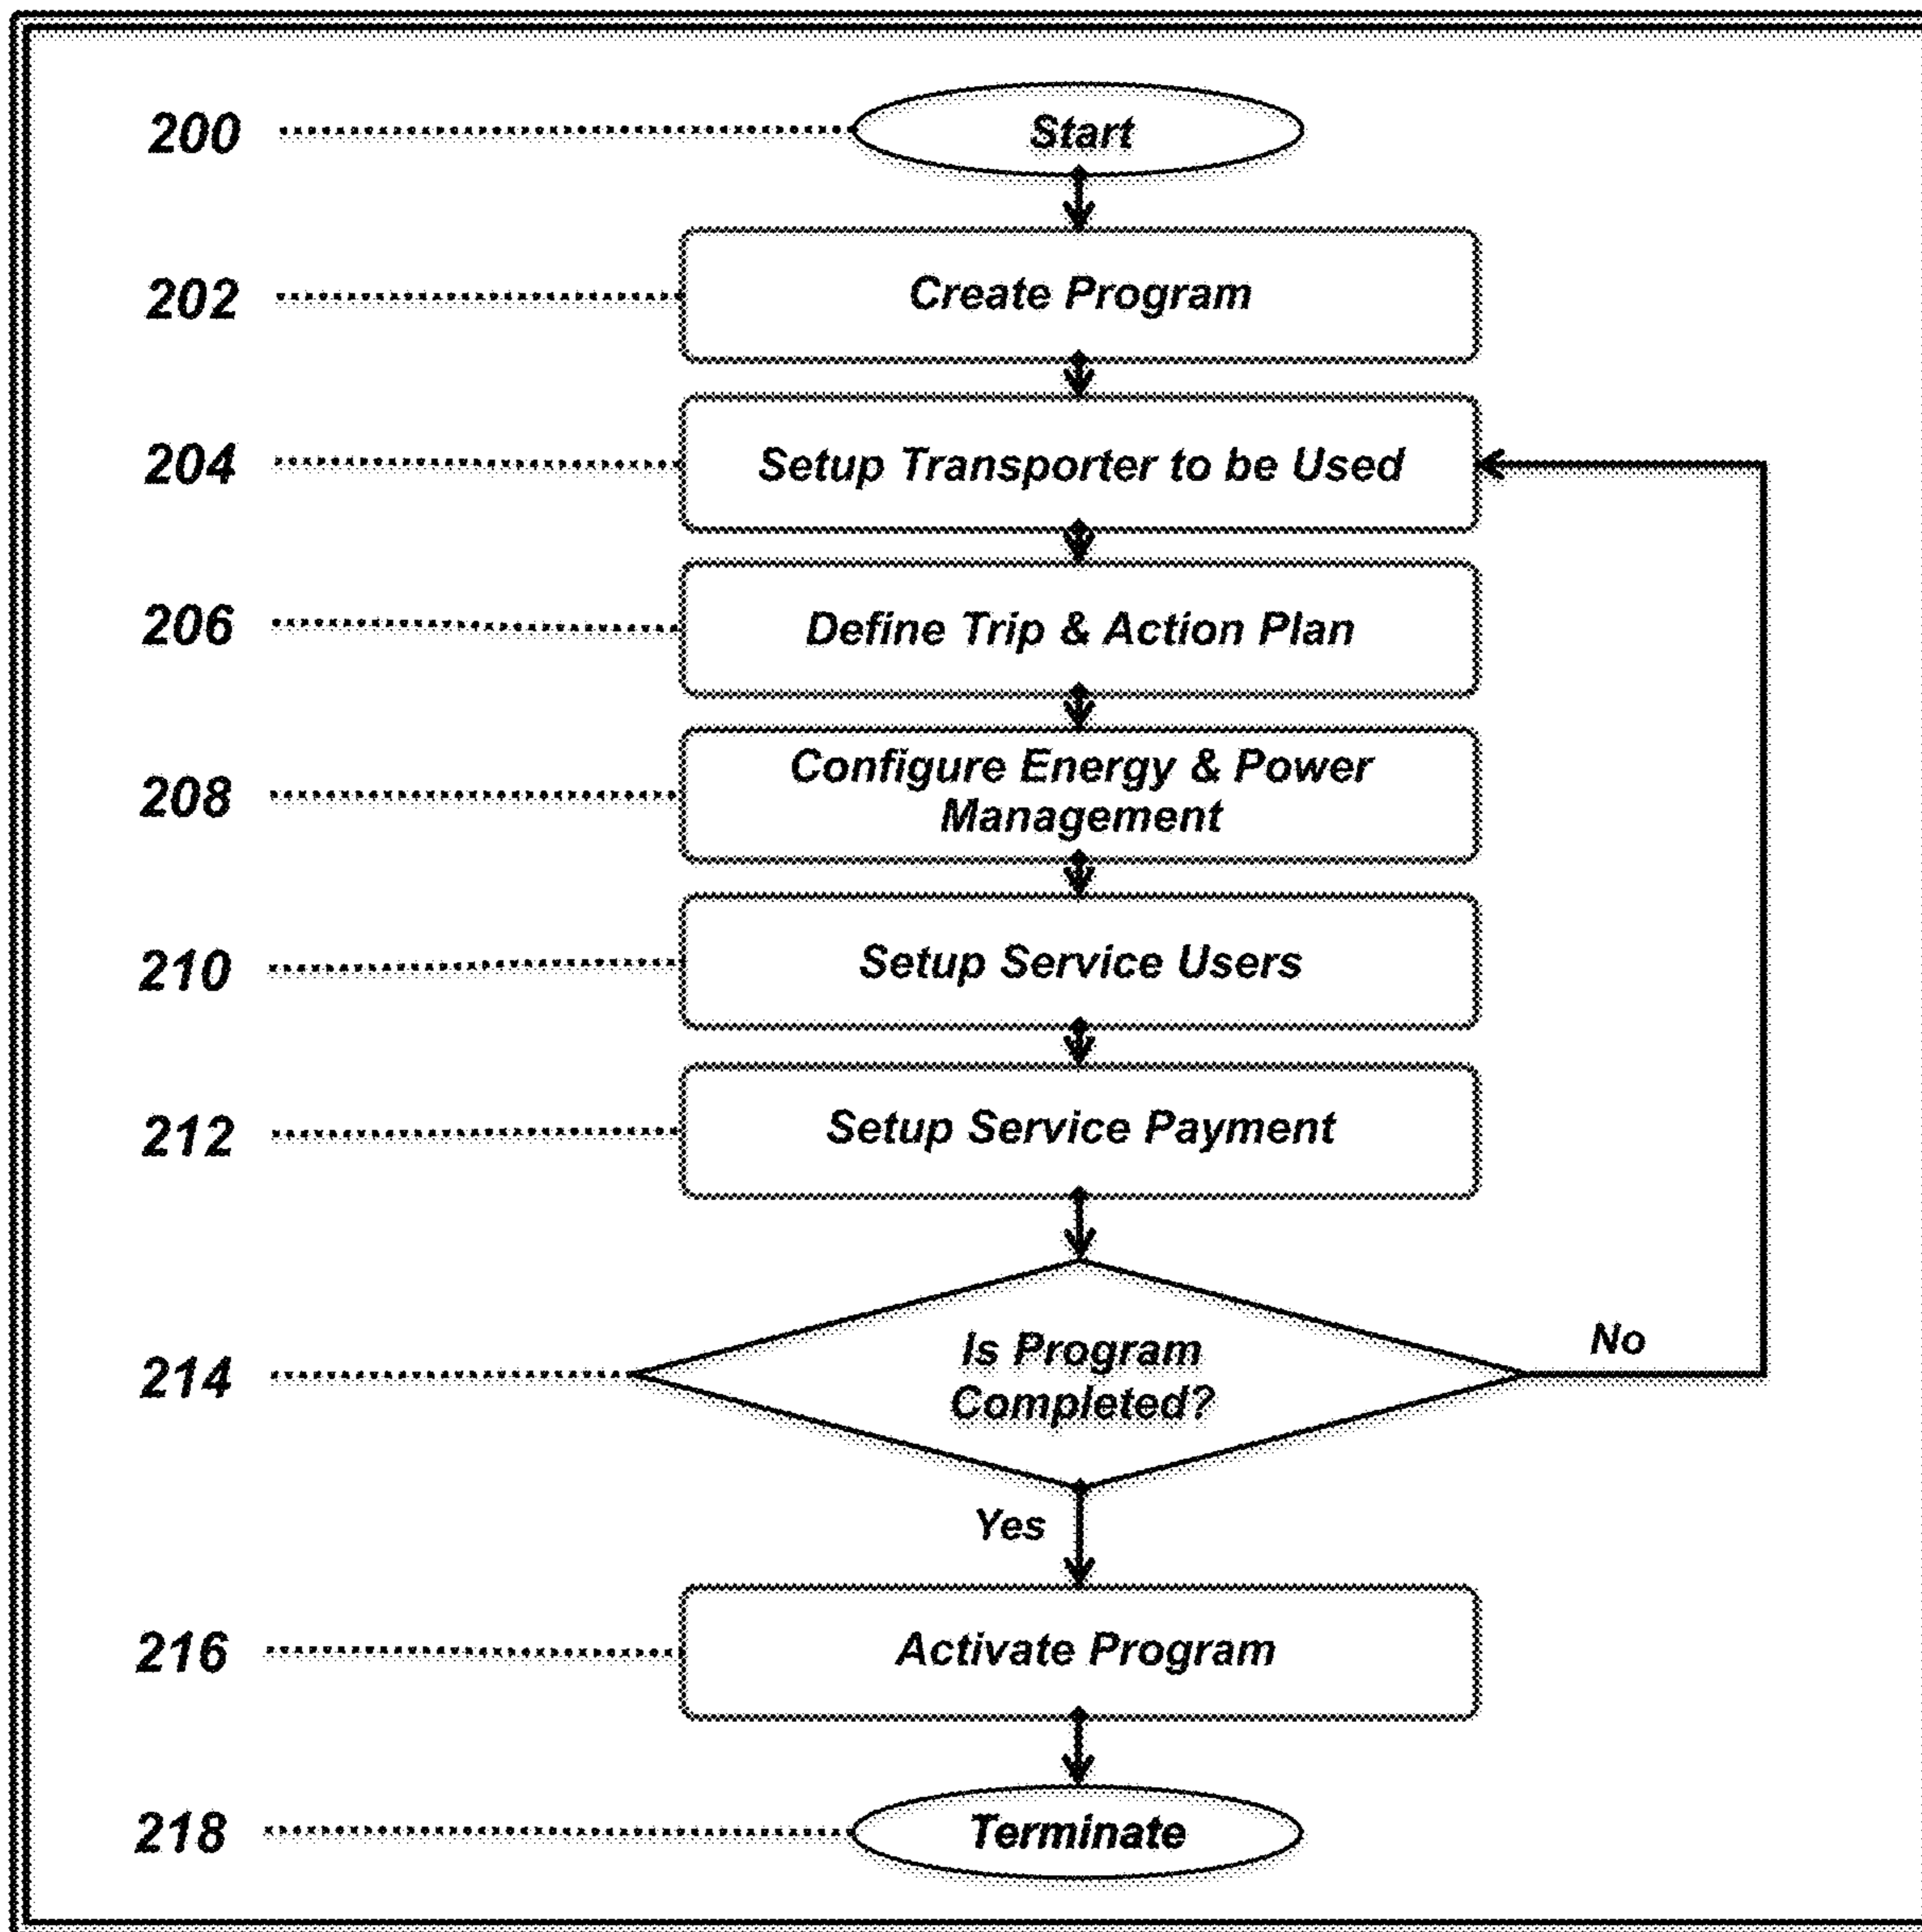 200 Start
202 Create Program
204 Setup Transporter to be Used
206 Define Trip & Action Plan
208 Configure Energy & Power
Management
210 Setup Service Users
212 Setup Service Payment
214 Is Program
Completed?
No
Yes
216 Activate Program
218 Terminate